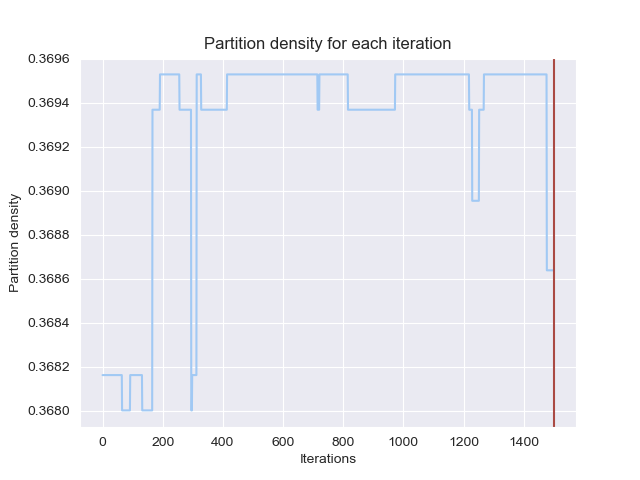 Partition density for each iteration
0.3696
0.3694
0.3692
0.3690
0.3688
0.3686
0.3684
0.3682
0.3680
Partition density
0 200 400 600 800 1000 1200 1400
Iterations